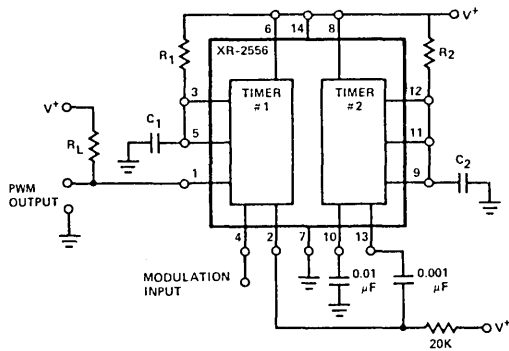 6 14 8 V+
XR-2556
R1 R2
3 TIMER #1 TIMER #2 12
V+ C1 5 11
RL C2
1 9
PWM OUTPUT
4 2 7 10 13
MODULATION INPUT
0.01 µF 0.001 µF
V+
20K